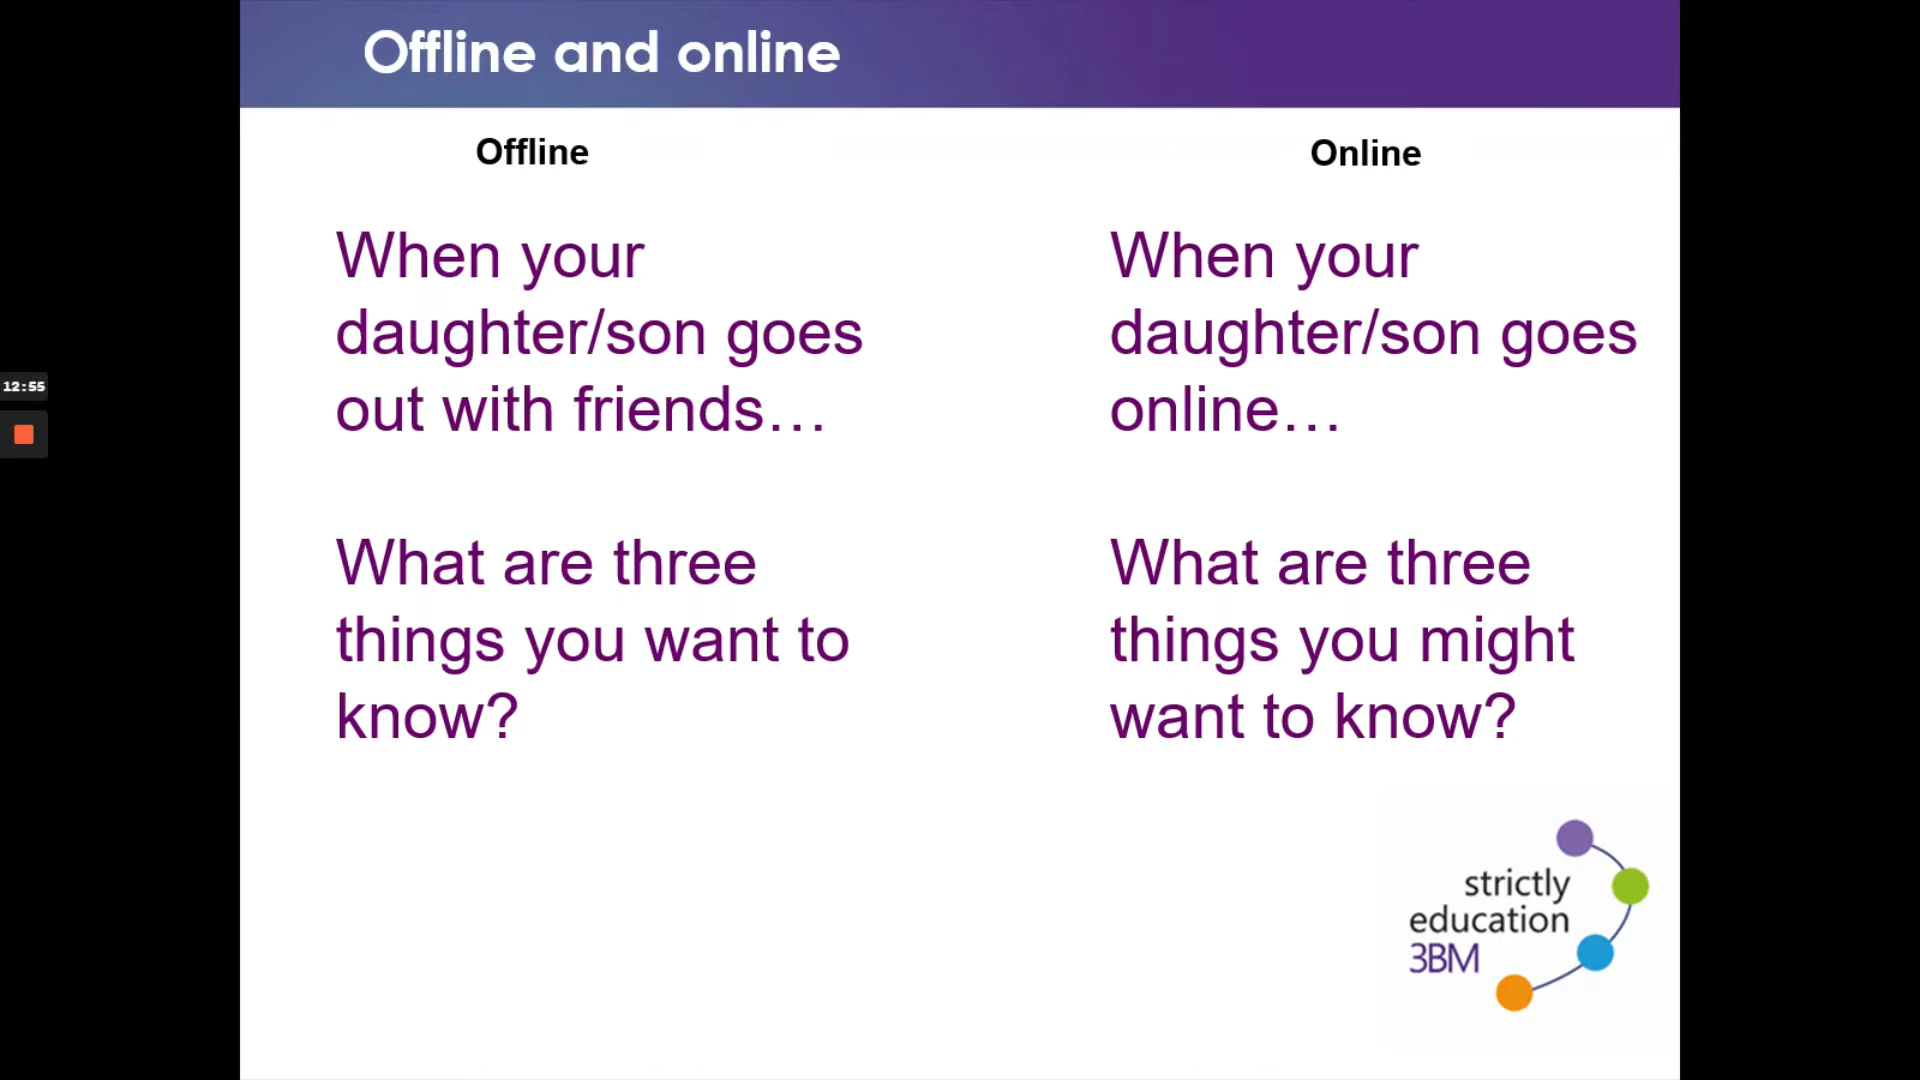 Offline and online
Offline
When your
daughter/son goes
out with friends…
What are three
things you want to
know?
Online
When your
daughter/son goes
online…
What are three
things you might
want to know?
12:55
strictly
education
3BM